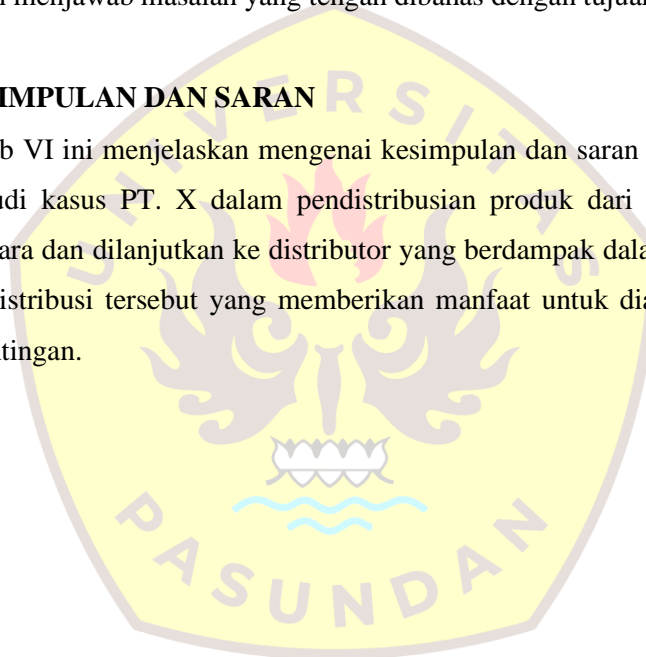 menjawab masalah yang tengah dibahas dengan tujuan
IMPULAN DAN SARAN
b VI ini menjelaskan mengenai kesimpulan dan saran
udi kasus PT. X dalam pendistribusian produk dari
ara dan dilanjutkan ke distributor yang berdampak dala
istribusi tersebut yang memberikan manfaat untuk dia
tingan.
UNIVERSITAS
PASUNDAN